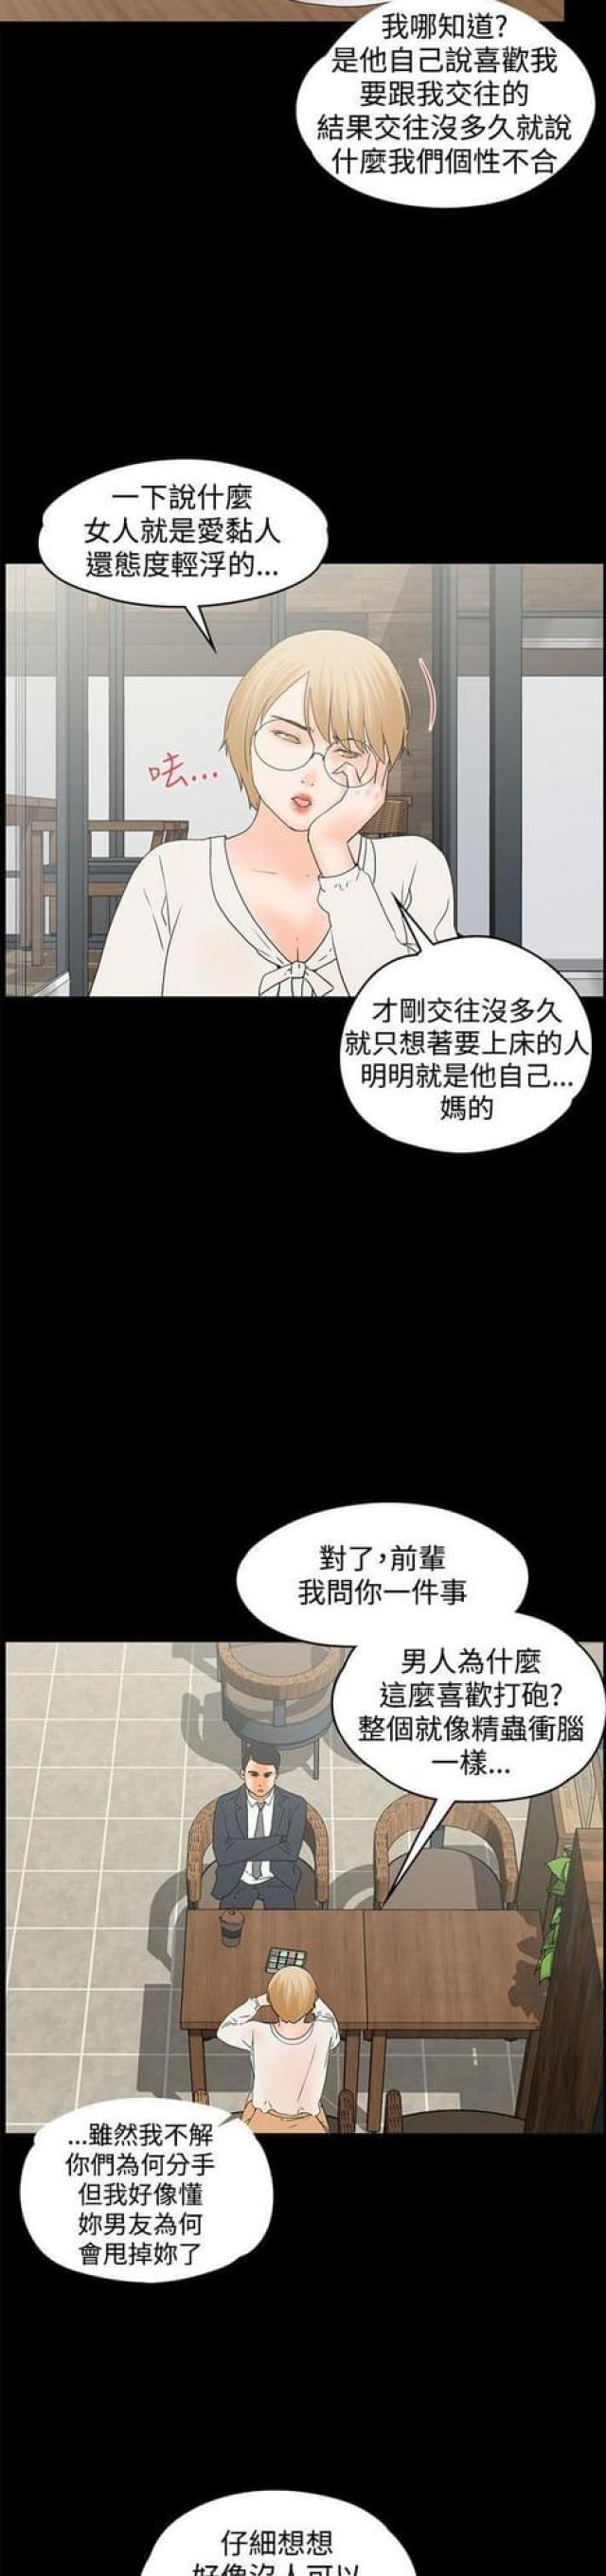 我哪知道?
是他自己說喜歡我
要跟我交往的
結果交往沒多久就說
什麼我們個性不合
一下說什麼
女人就是愛黏人
還態度輕浮的...
呿...
才剛交往沒多久
就只想著要上床的人
明明就是他自己...
媽的
對了,前輩
我問你一件事
男人為什麼
這麼喜歡打砲?
整個就像精蟲衝腦
一樣...
...雖然我不解
你們為何分手
但我好像懂
妳男友為何
會甩掉妳了
仔細想想
好像沒人可以